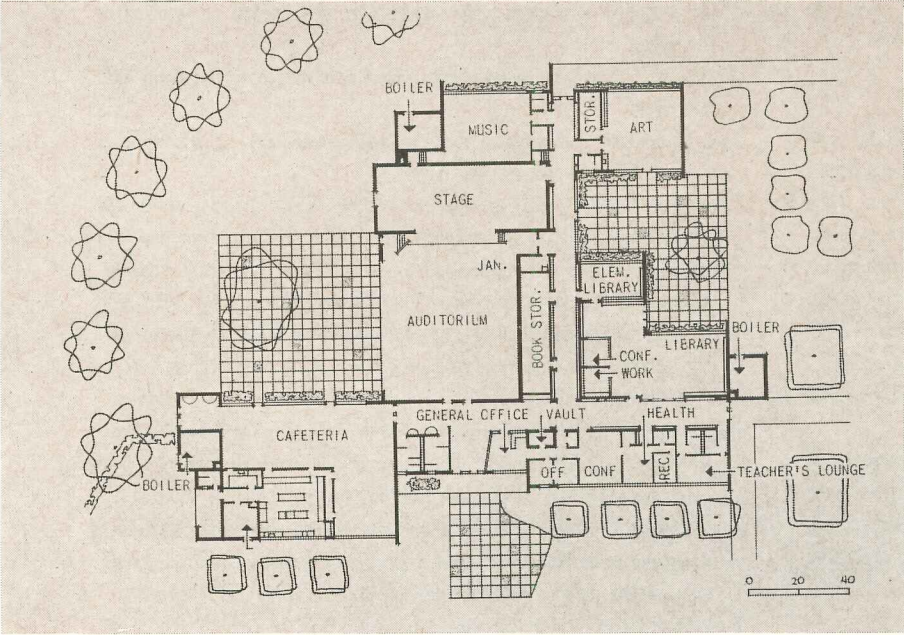 BOILER
MUSIC
STOR.
ART
STAGE
JAN.
ELEM.
LIBRARY
AUDITORIUM
BOOK STOR.
BOILER
LIBRARY
CONF.
WORK
GENERAL OFFICE
VAULT
HEALTH
CAFETERIA
BOILER
OFF
CONF
REC.
TEACHER'S LOUNGE
0 20 40